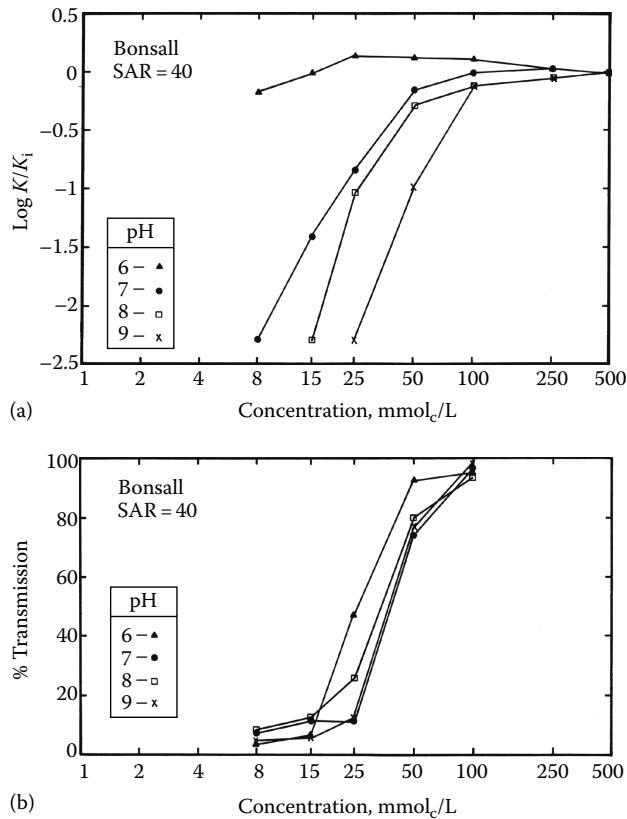 0.5
Bonsall
SAR = 40
0
−0.5
−1
−1.5
−2
−2.5
Log K/Ki
pH
6 –
7 –
8 –
9 –
1 2 4 8 15 25 50 100 250 500
(a) Concentration, mmolc/L
100
Bonsall
SAR = 40
80
60
40
20
0
% Transmission
pH
6 –
7 –
8 –
9 –
1 2 4 8 15 25 50 100 250 500
(b) Concentration, mmolc/L